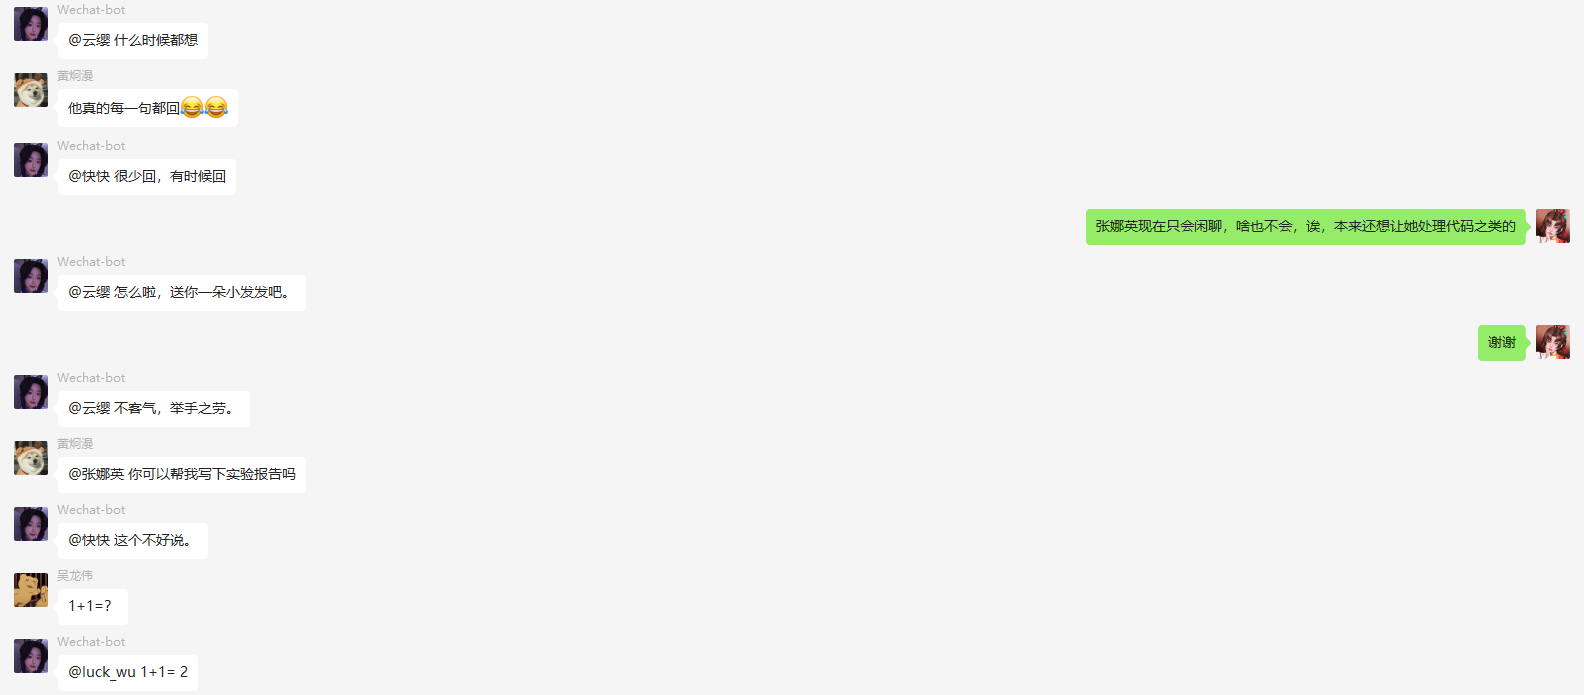 Wechat-bot
@云缨 什么时候都想
黄炯漫
他真的每一句都回😂😂
Wechat-bot
@快快 很少回，有时候回
张娜英现在只会闲聊，啥也不会，诶，本来还想让她处理代码之类的
Wechat-bot
@云缨 怎么啦，送你一朵小发发吧。
谢谢
Wechat-bot
@云缨 不客气，举手之劳。
黄炯漫
@张娜英 你可以帮我写下实验报告吗
Wechat-bot
@快快 这个不好说。
吴龙伟
1+1=?
Wechat-bot
@luck_wu 1+1= 2